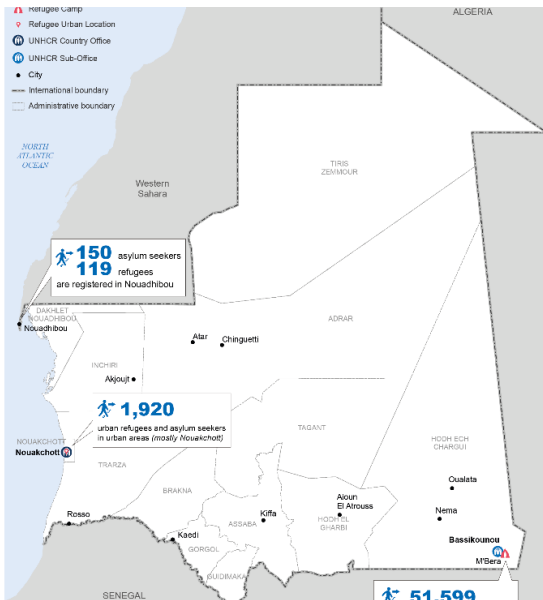 Refugee Camp
Refugee Urban Location
UNHCR Country Office
UNHCR Sub-Office
City
International boundary
Administrative boundary
ALGERIA
NORTH
ATLANTIC
OCEAN
TIRIS
ZEMMOUR
Western
Sahara
150 asylum seekers
119 refugees
are registered in Nouadhibou
DAKHLET
NOUADHIBOU
Nouadhibou
ADRAR
Atar
Chinguetti
INCHIRI
Akjoujt
1,920
urban refugees and asylum seekers
in urban areas (mostly Nouakchott)
TAGANT
HODH ECH
CHARGUI
NOUAKCHOTT
Nouakchott
TRARZA
Oualata
BRAKNA
Aioun
El Atrouss
Nema
Rosso
Kiffa
ASSABA
HODH EL
GHARBI
Kaedi
GORGOL
Bassikounou
M'Bera
GUIDIMAKA
SENEGAL
51,599